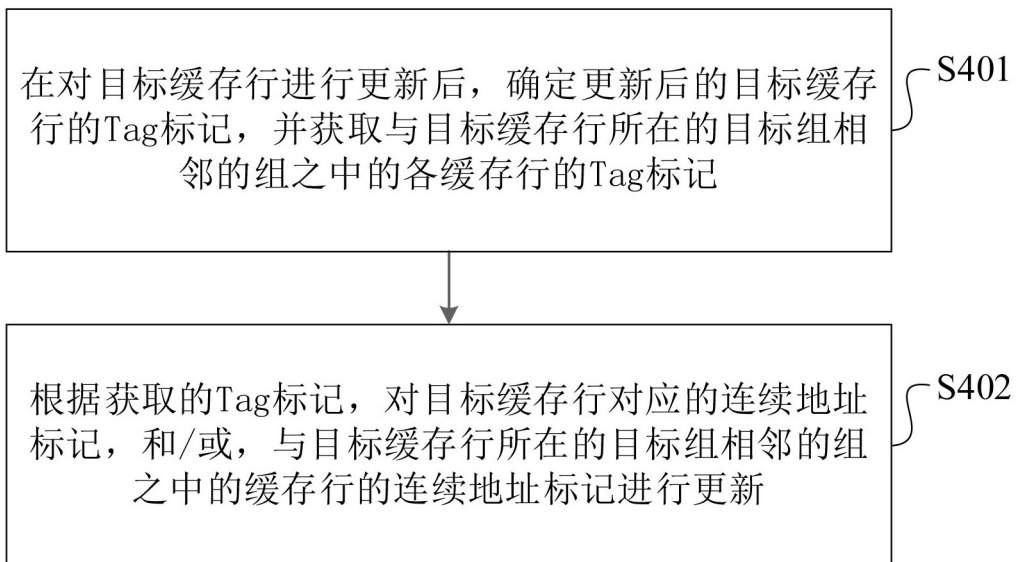 在对目标缓存行进行更新后，确定更新后的目标缓存
行的Tag标记，并获取与目标缓存行所在的目标组相
邻的组之中的各缓存行的Tag标记
S401
根据获取的Tag标记，对目标缓存行对应的连续地址
标记，和/或，与目标缓存行所在的目标组相邻的组
之中的缓存行的连续地址标记进行更新
S402